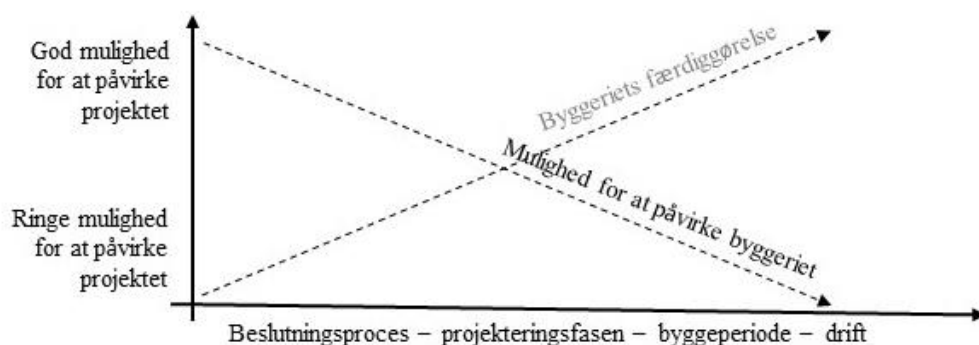 God mulighed
for at påvirke
projektet
Byggeriets færdiggørelse
Mulighed for at påvirke byggeriet
Ringe mulighed
for at påvirke
projektet
Beslutningsproces – projekteringsfasen – byggeperiode – drift